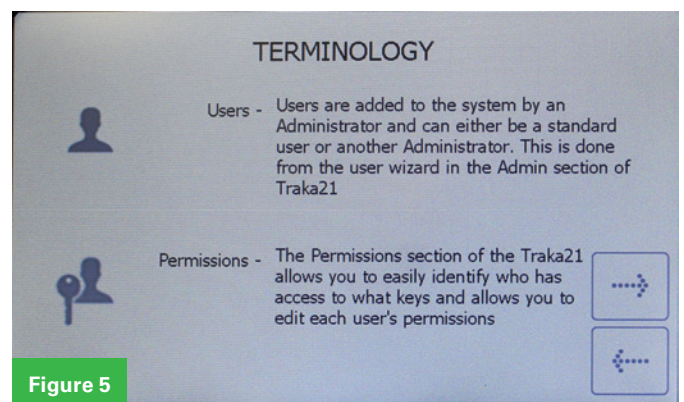 TERMINOLOGY
Users - Users are added to the system by an
Administrator and can either be a standard
user or another Administrator. This is done
from the user wizard in the Admin section of
Traka21
Permissions - The Permissions section of the Traka21
allows you to easily identify who has
access to what keys and allows you to
edit each user's permissions
Figure 5